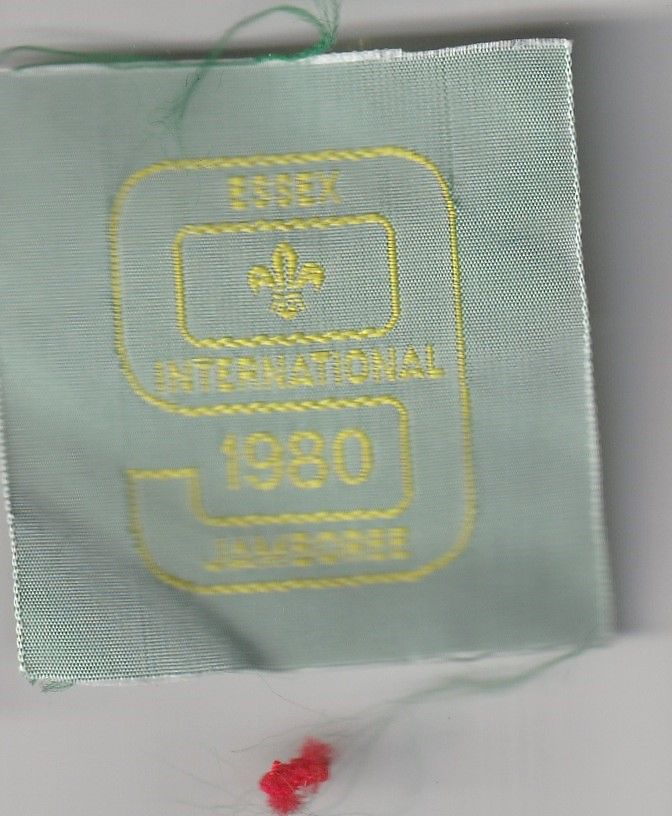 ESSEX
INTERNATIONAL
1980
JAMBOREE